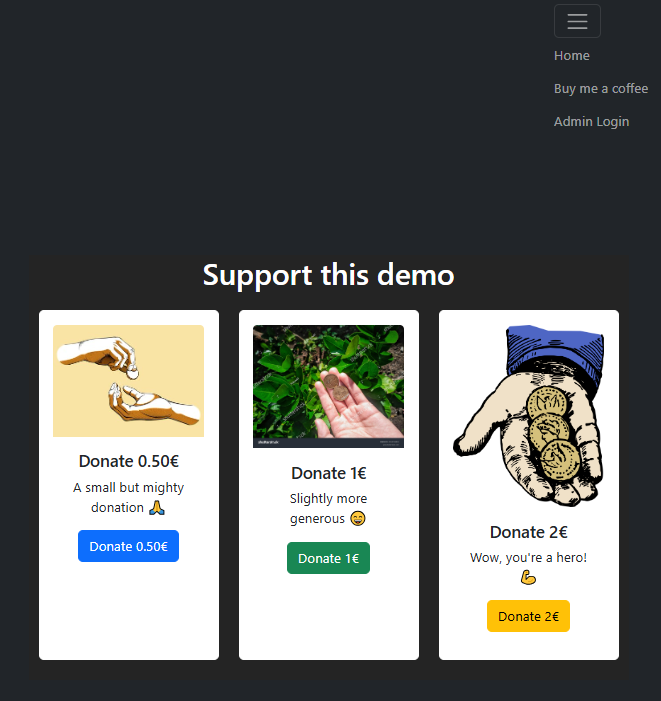 Home
Buy me a coffee
Admin Login
Support this demo
Donate 0.50€
A small but mighty
donation 🙏
Donate 0.50€
Donate 1€
Slightly more
generous 😄
Donate 1€
Donate 2€
Wow, you're a hero!
💪
Donate 2€